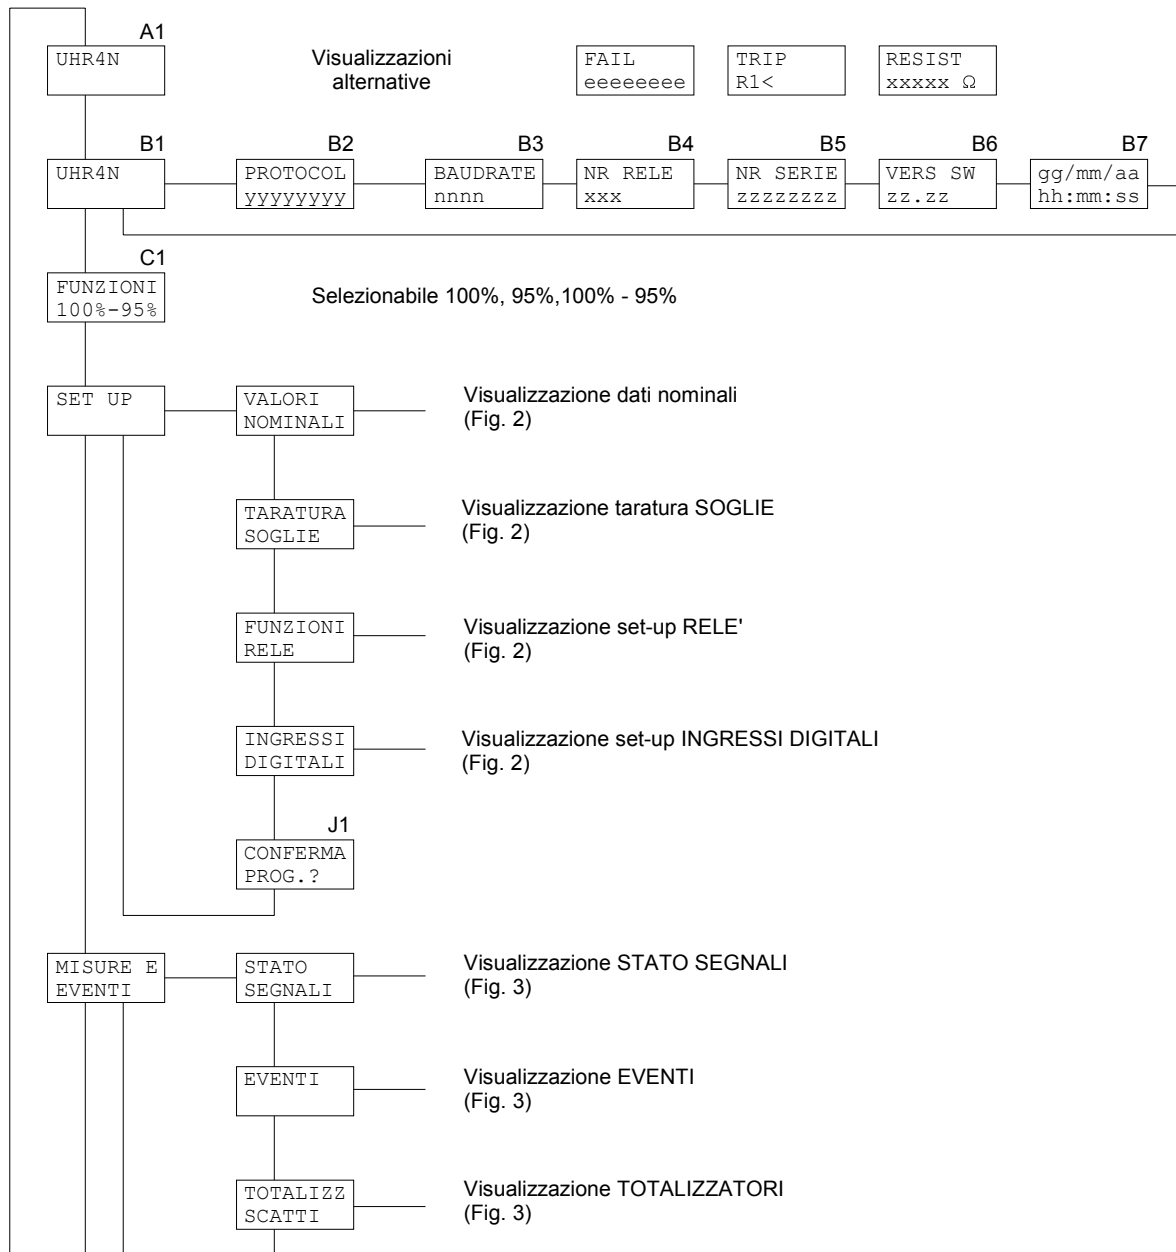 A1
UHR4N
Visualizzazioni
alternative
FAIL
eeeeeeee
TRIP
R1<
RESIST
xxxxx Ω
B1
UHR4N
B2
PROTOCOL
yyyyyyyy
B3
BAUDRATE
nnnn
B4
NR RELE
xxx
B5
NR SERIE
zzzzzzzz
B6
VERS SW
zz.zz
B7
gg/mm/aa
hh:mm:ss
C1
FUNZIONI
100%-95%
Selezionabile 100%, 95%,100% - 95%
SET UP
VALORI
NOMINALI
Visualizzazione dati nominali
(Fig. 2)
TARATURA
SOGLIE
Visualizzazione taratura SOGLIE
(Fig. 2)
FUNZIONI
RELE
Visualizzazione set-up RELE'
(Fig. 2)
INGRESSI
DIGITALI
Visualizzazione set-up INGRESSI DIGITALI
(Fig. 2)
J1
CONFERMA
PROG.?
MISURE E
EVENTI
STATO
SEGNALI
Visualizzazione STATO SEGNALI
(Fig. 3)
EVENTI
Visualizzazione EVENTI
(Fig. 3)
TOTALIZZ
SCATTI
Visualizzazione TOTALIZZATORI
(Fig. 3)